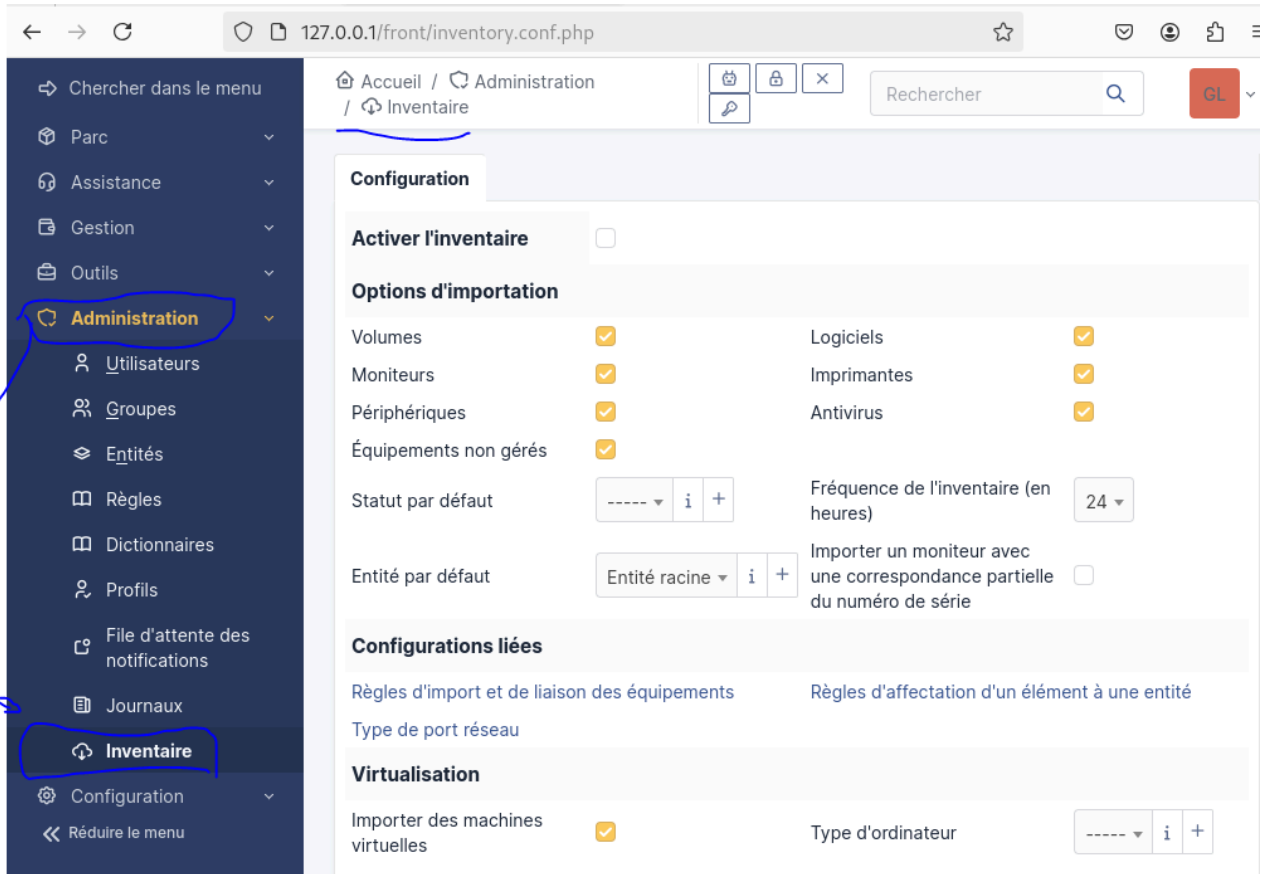 127.0.0.1/front/inventory.conf.php
Chercher dans le menu
Parc
Assistance
Gestion
Outils
Administration
Utilisateurs
Groupes
Entités
Règles
Dictionnaires
Profils
File d'attente des
notifications
Journaux
Inventaire
Configuration
Réduire le menu
Accueil / Administration
/ Inventaire
Rechercher
GL
Configuration
Activer l'inventaire
Options d'importation
Volumes
Logiciels
Moniteurs
Imprimantes
Périphériques
Antivirus
Équipements non gérés
Statut par défaut
----- i +
Fréquence de l'inventaire (en
heures)
24
Entité par défaut
Entité racine i +
Importer un moniteur avec
une correspondance partielle
du numéro de série
Configurations liées
Règles d'import et de liaison des équipements
Règles d'affectation d'un élément à une entité
Type de port réseau
Virtualisation
Importer des machines
virtuelles
Type d'ordinateur
----- i +